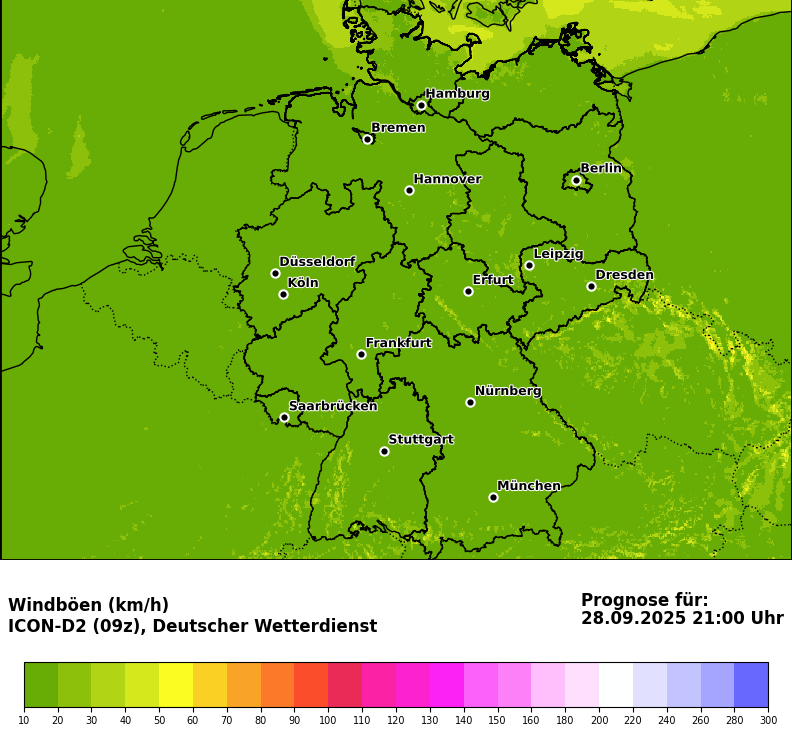 Hamburg
Bremen
Berlin
Hannover
Leipzig
Düsseldorf
Dresden
Köln
Erfurt
Frankfurt
Nürnberg
Saarbrücken
Stuttgart
München
Windböen (km/h)
ICON-D2 (09z), Deutscher Wetterdienst
Prognose für:
28.09.2025 21:00 Uhr
10 20 30 40 50 60 70 80 90 100 110 120 130 140 150 160 180 200 220 240 260 280 300